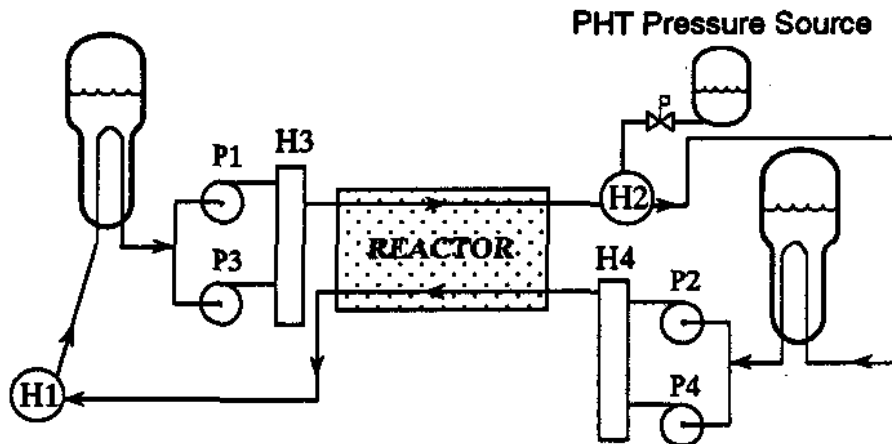 PHT Pressure Source
H3
P1
H2
REACTOR
P3
H4
P2
H1
P4